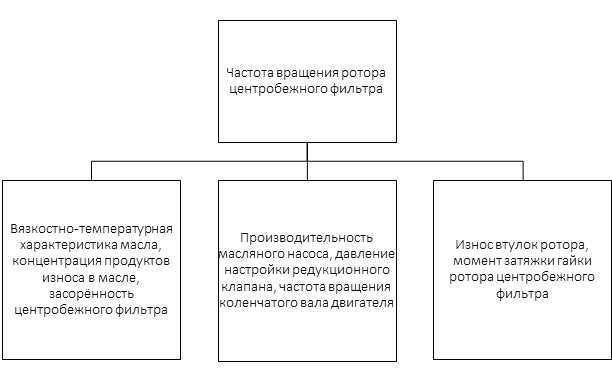 Частота вращения ротора
центробежного фильтра
Вязкостно-температурная
характеристика масла,
концентрация продуктов
износа в масле,
засорённость
центробежного фильтра
Производительность
масляного насоса, давление
настройки редукционного
клапана, частота вращения
коленчатого вала двигателя
Износ втулок ротора,
момент затяжки гайки
ротора центробежного
фильтра